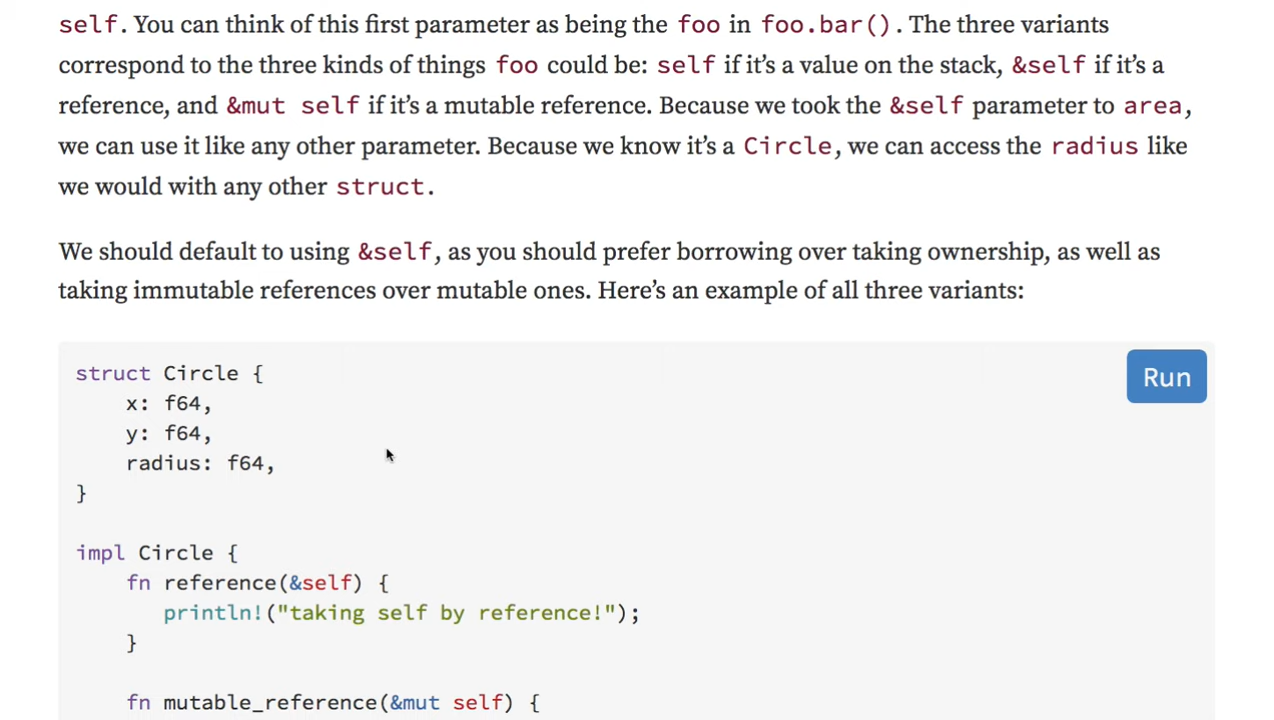 self. You can think of this first parameter as being the foo in foo.bar(). The three variants
correspond to the three kinds of things foo could be: self if it’s a value on the stack, &self if it’s a
reference, and &mut self if it’s a mutable reference. Because we took the &self parameter to area,
we can use it like any other parameter. Because we know it’s a Circle, we can access the radius like
we would with any other struct.
We should default to using &self, as you should prefer borrowing over taking ownership, as well as
taking immutable references over mutable ones. Here’s an example of all three variants:
Run
struct Circle {
    x: f64,
    y: f64,
    radius: f64,
}
impl Circle {
    fn reference(&self) {
       println!("taking self by reference!");
    }
    fn mutable_reference(&mut self) {